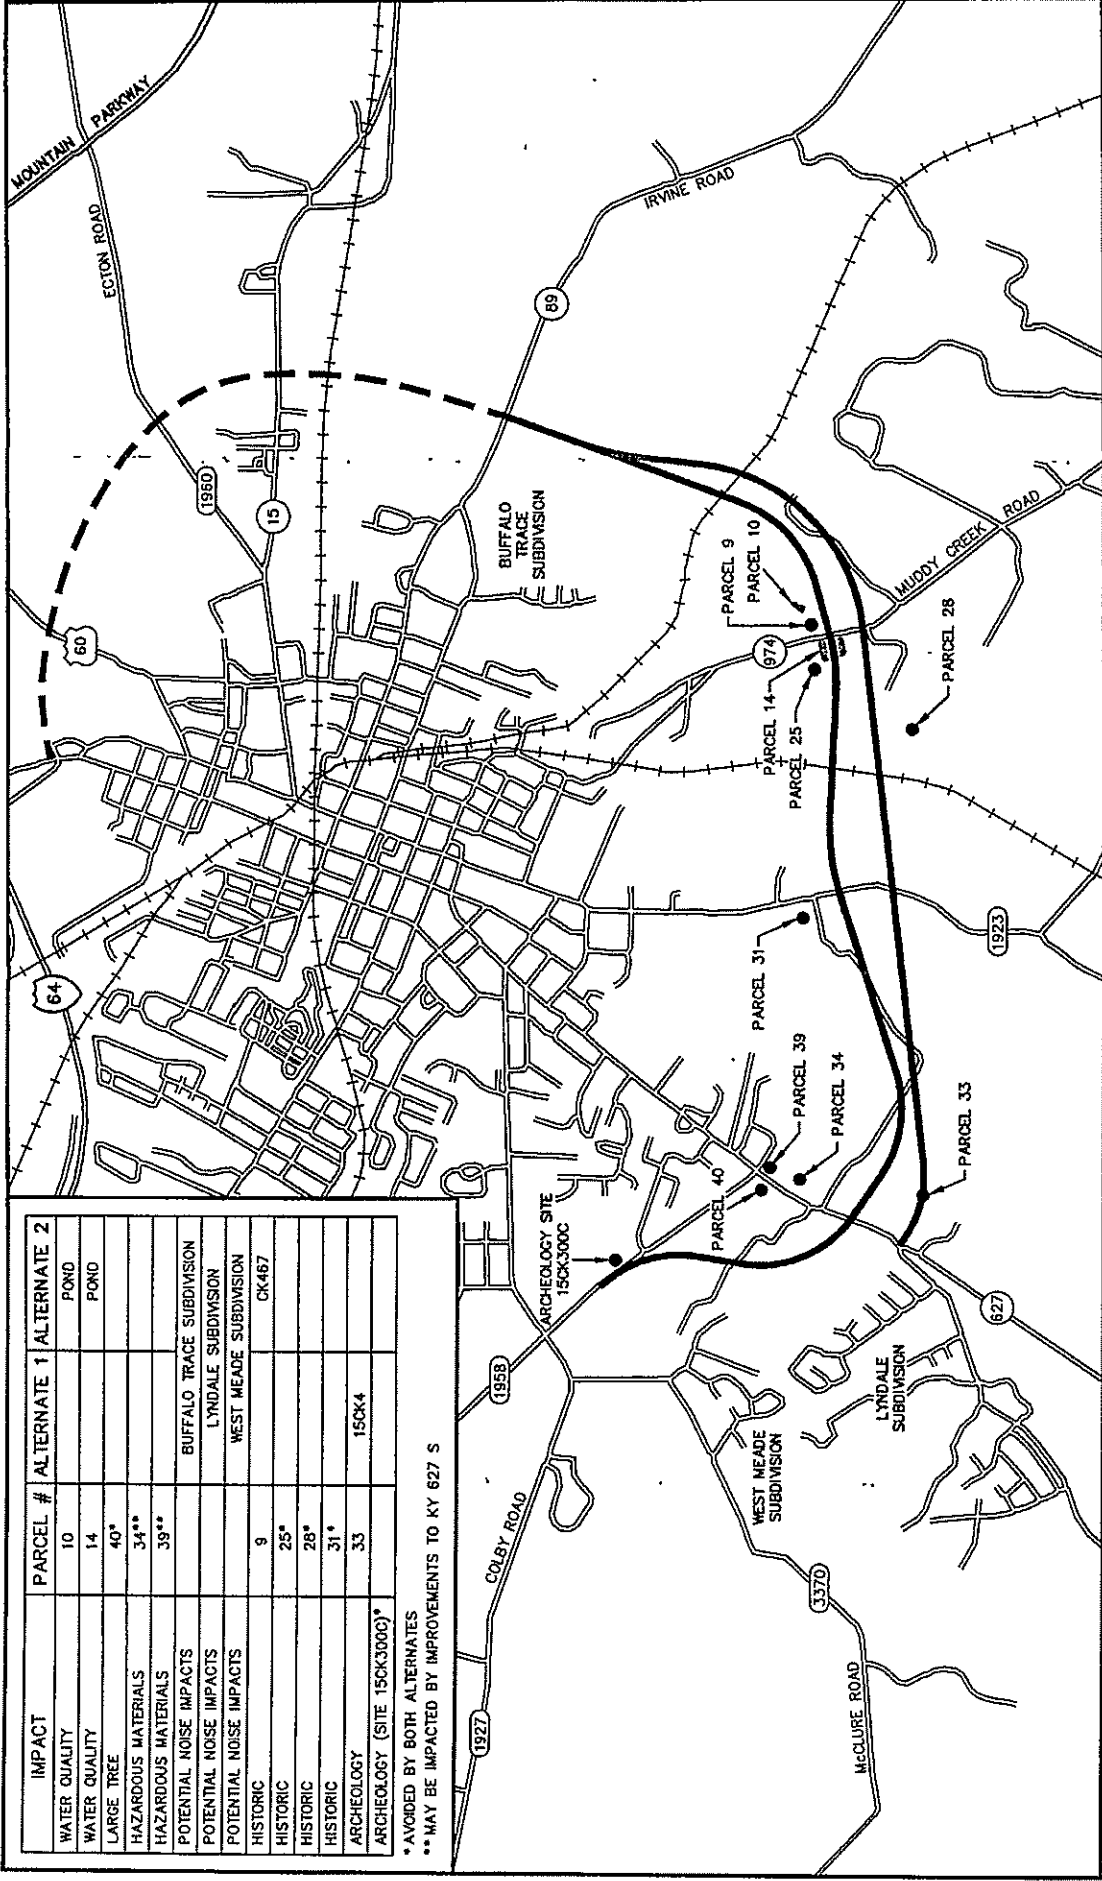 IMPACT PARCEL # ALTERNATE 1 ALTERNATE 2
WATER QUALITY 10 POND
WATER QUALITY 14 POND
LARGE TREE 40*
HAZARDOUS MATERIALS 34**
HAZARDOUS MATERIALS 39**
POTENTIAL NOISE IMPACTS BUFFALO TRACE SUBDIVISION
POTENTIAL NOISE IMPACTS LYNDALE SUBDIVISION
POTENTIAL NOISE IMPACTS WEST MEADE SUBDIVISION
HISTORIC 9 CK467
HISTORIC 25*
HISTORIC 28*
HISTORIC 31*
ARCHEOLOGY 33 15CK4
ARCHEOLOGY (SITE 15CK300C)*
* AVOIDED BY BOTH ALTERNATES
** MAY BE IMPACTED BY IMPROVEMENTS TO KY 627 S
64
60
MOUNTAIN PARKWAY
ECTON ROAD
1960
15
89
IRVINE ROAD
BUFFALO
TRACE
SUBDIVISION
PARCEL 9
PARCEL 10
974
MUDDY CREEK ROAD
PARCEL 14
PARCEL 25
PARCEL 28
PARCEL 31
1923
PARCEL 39
PARCEL 34
PARCEL 40
PARCEL 33
ARCHEOLOGY SITE
15CK300C
1958
COLBY ROAD
1927
WEST MEADE
SUBDIVISION
LYNDALE
SUBDIVISION
627
3370
McCLURE ROAD